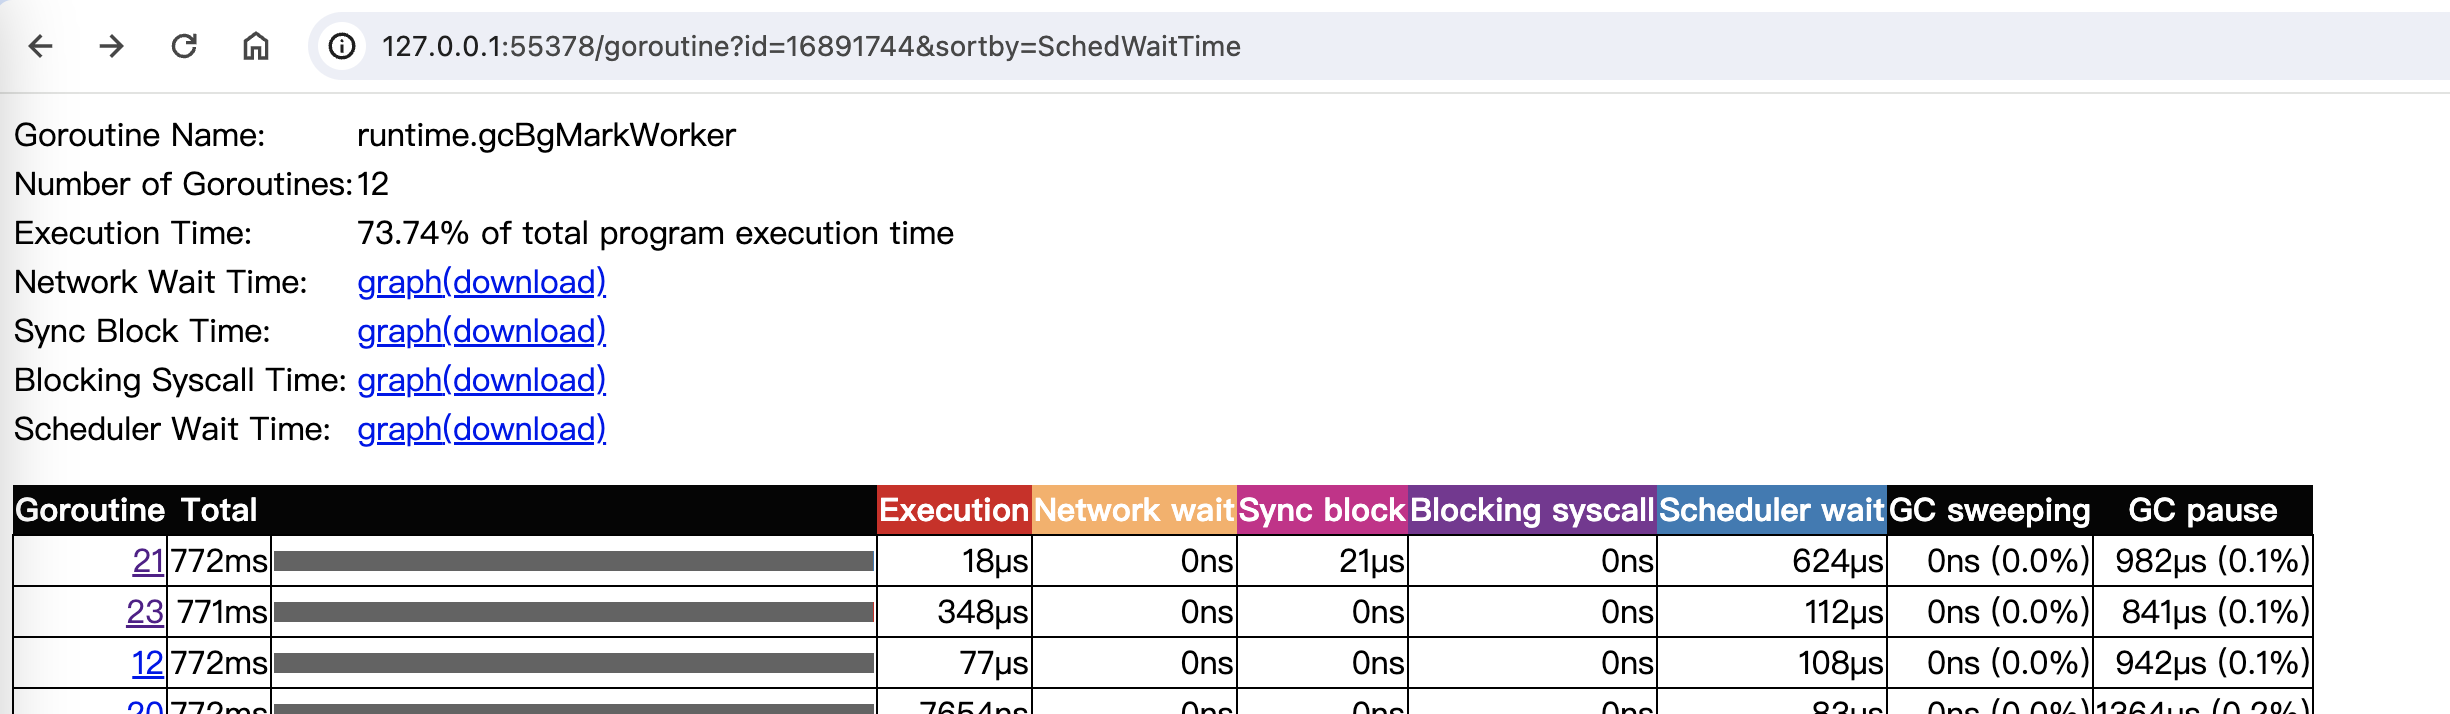 127.0.0.1:55378/goroutine?id=16891744&sortby=SchedWaitTime
Goroutine Name: runtime.gcBgMarkWorker
Number of Goroutines: 12
Execution Time: 73.74% of total program execution time
Network Wait Time: graph(download)
Sync Block Time: graph(download)
Blocking Syscall Time: graph(download)
Scheduler Wait Time: graph(download)
Goroutine Total Execution Network wait Sync block Blocking syscall Scheduler wait GC sweeping GC pause
21 772ms 18µs 0ns 21µs 0ns 624µs 0ns (0.0%) 982µs (0.1%)
23 771ms 348µs 0ns 0ns 0ns 112µs 0ns (0.0%) 841µs (0.1%)
12 772ms 77µs 0ns 0ns 0ns 108µs 0ns (0.0%) 942µs (0.1%)
20 772ms 7654ns 0ns 0ns 0ns 83µs 0ns (0.0%) 1364µs (0.2%)